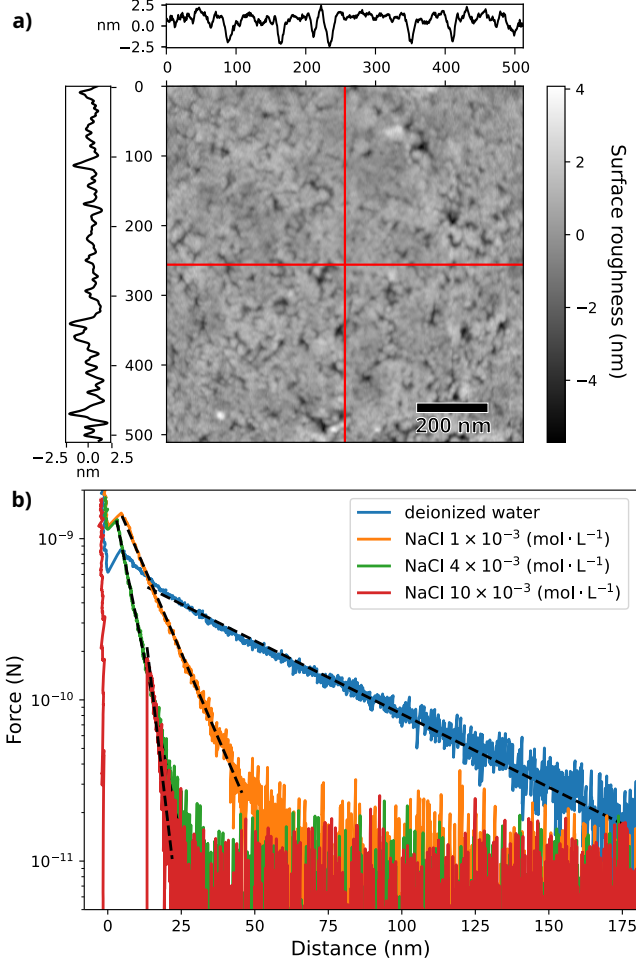 a)
nm
2.5
0.0
−2.5
0 100 200 300 400 500
0
100
200
300
400
500
−2.5 0.0 2.5
nm
200 nm
4
2
0
−2
−4
Surface roughness (nm)
b)
deionized water
NaCl 1 × 10⁻³ (mol · L⁻¹)
NaCl 4 × 10⁻³ (mol · L⁻¹)
NaCl 10 × 10⁻³ (mol · L⁻¹)
10⁻⁹
10⁻¹⁰
10⁻¹¹
Force (N)
0 25 50 75 100 125 150 175
Distance (nm)